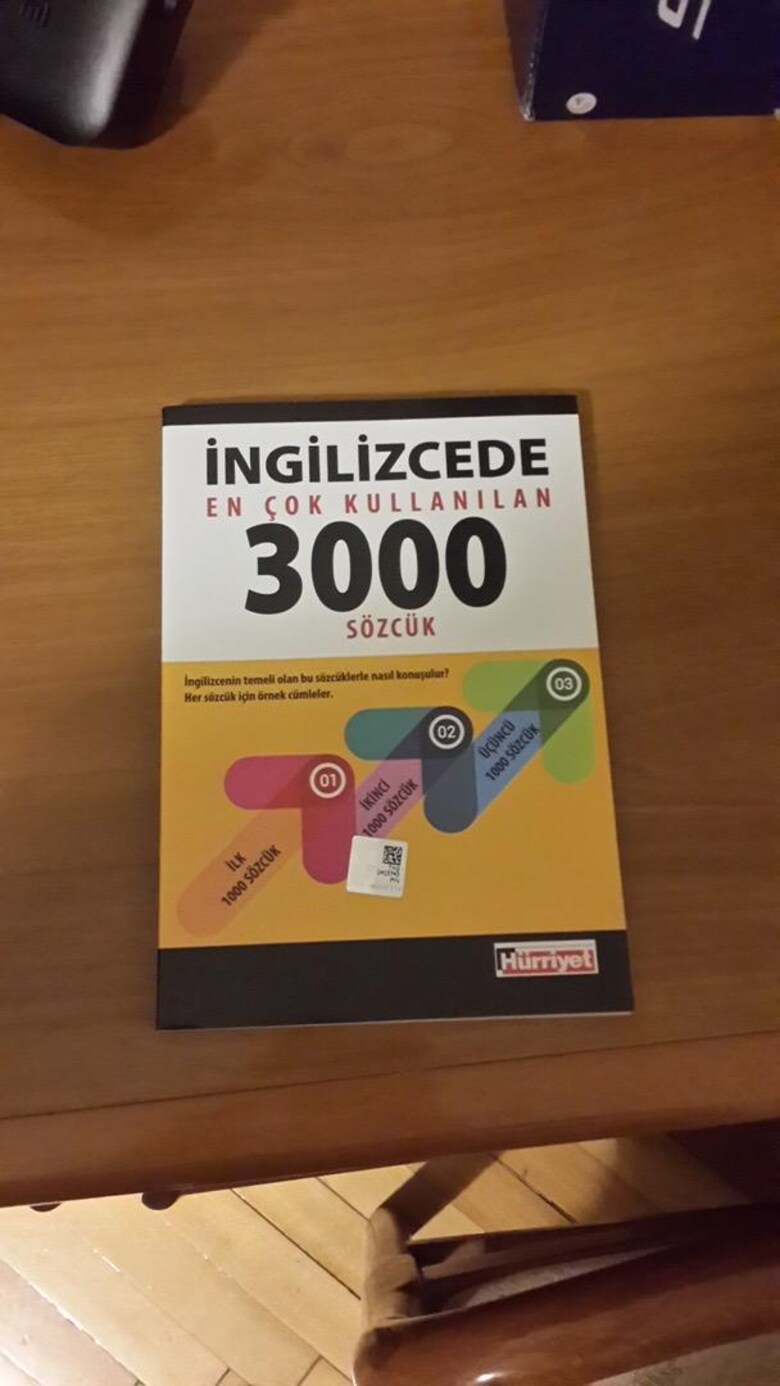 İNGİLİZCEDE
EN ÇOK KULLANILAN
3000
SÖZCÜK
İngilizcenin temeli olan bu sözcüklerle nasıl konuşulur?
Her sözcük için örnek cümleler.
03
ÜÇÜNCÜ
1000 SÖZCÜK
02
İKİNCİ
1000 SÖZCÜK
01
İLK
1000 SÖZCÜK
Hürriyet